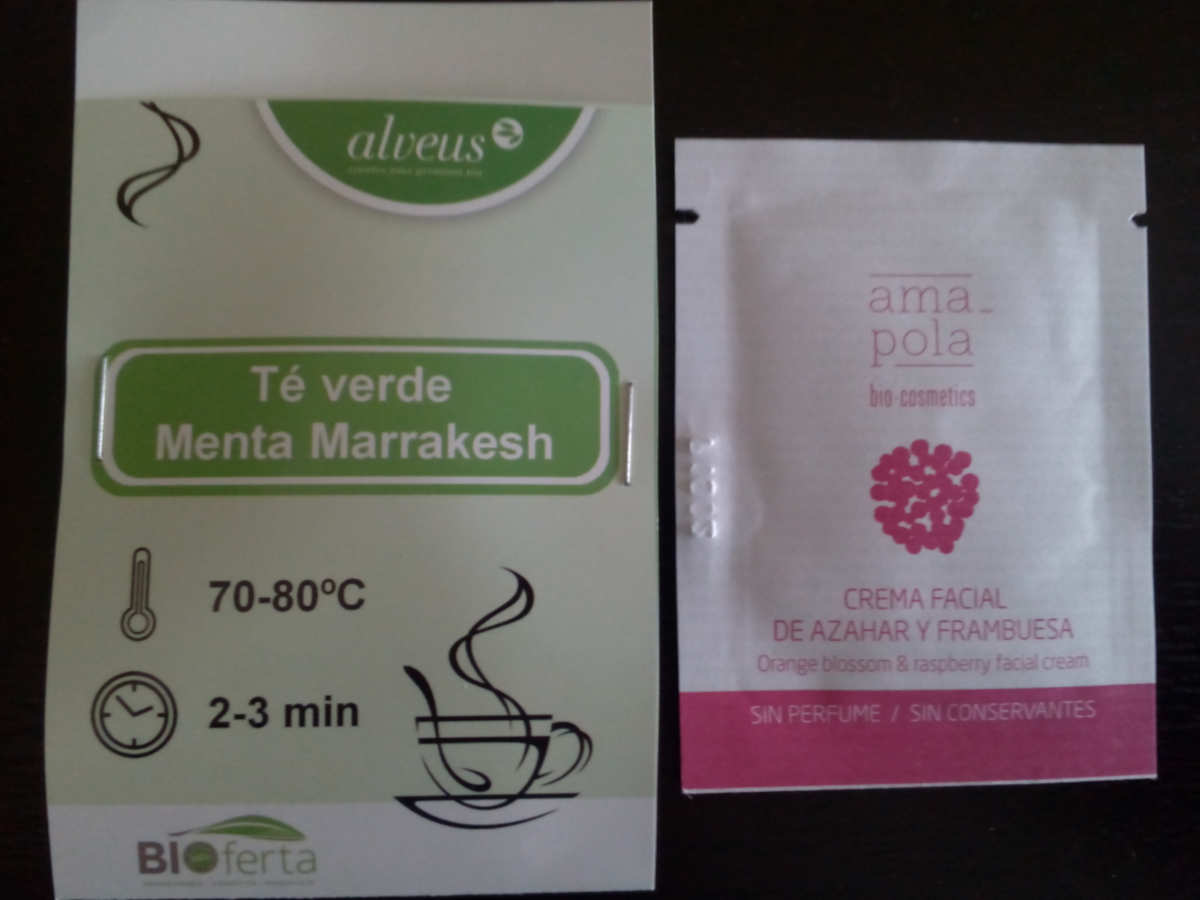 alveus
Té verde
Menta Marrakesh
70-80ºC
2-3 min
BIOferta
ama_
pola
bio·cosmetics
CREMA FACIAL
DE AZAHAR Y FRAMBUESA
Orange blossom & raspberry facial cream
SIN PERFUME / SIN CONSERVANTES